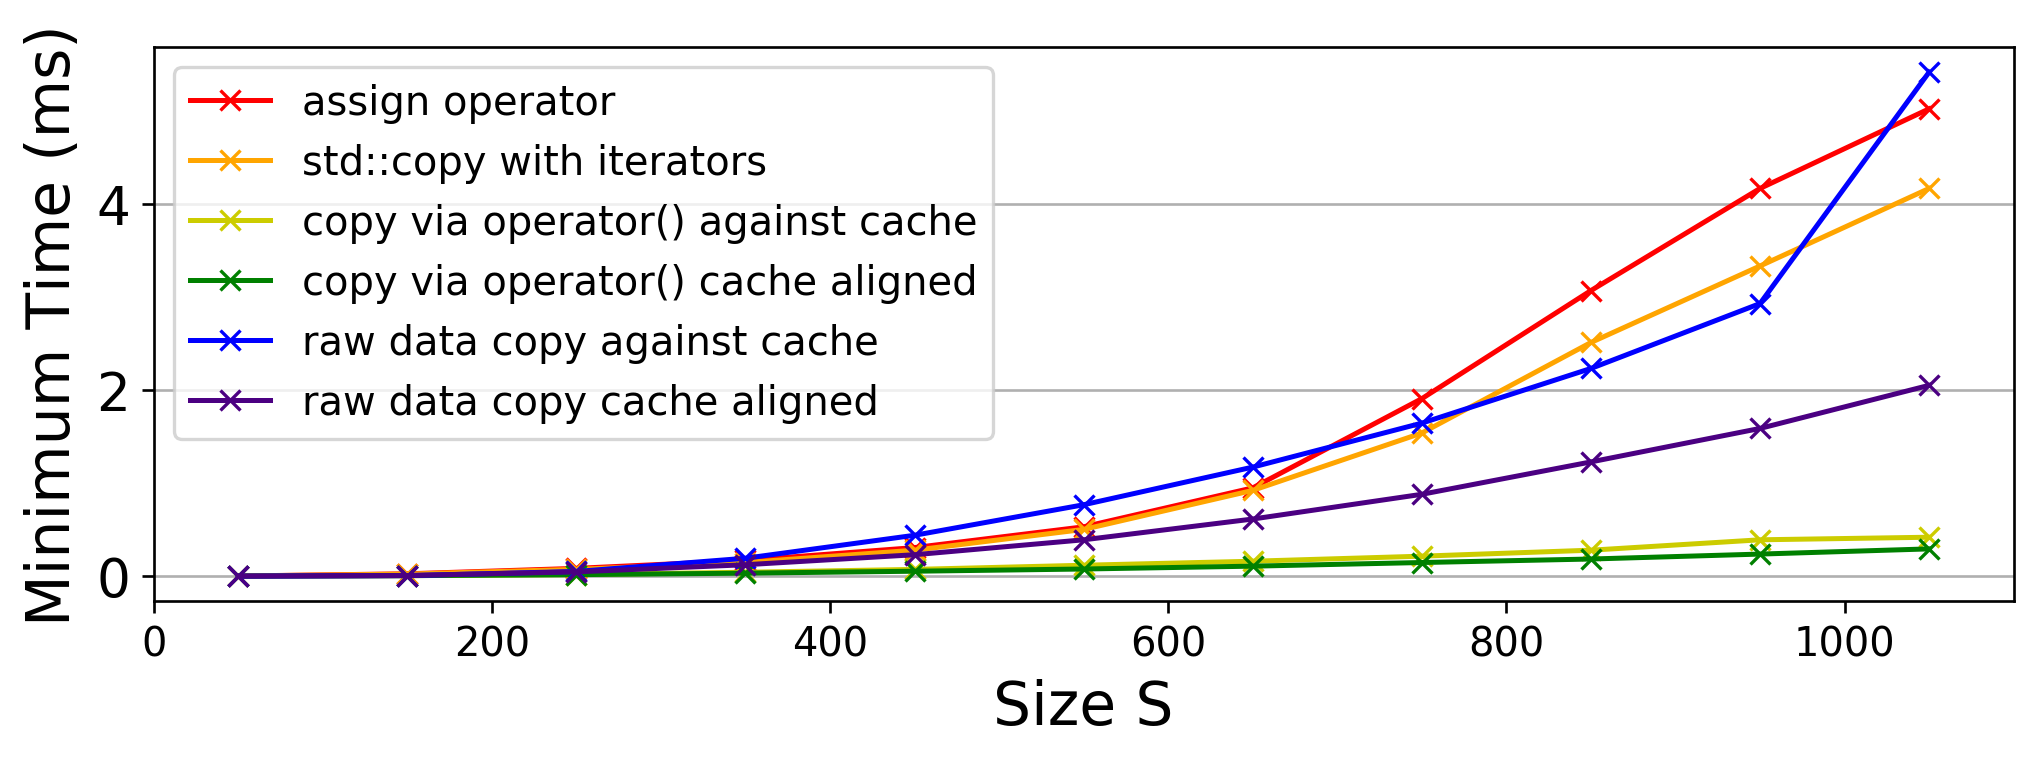 Minimum Time (ms)
4
2
0
assign operator
std::copy with iterators
copy via operator() against cache
copy via operator() cache aligned
raw data copy against cache
raw data copy cache aligned
0 200 400 600 800 1000
Size S